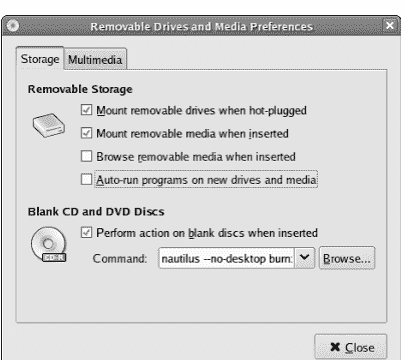 Removable Drives and Media Preferences
Storage Multimedia
Removable Storage
Mount removable drives when hot-plugged
Mount removable media when inserted
Browse removable media when inserted
Auto-run programs on new drives and media
Blank CD and DVD Discs
Perform action on blank discs when inserted
Command: nautilus --no-desktop burn: Browse...
Close